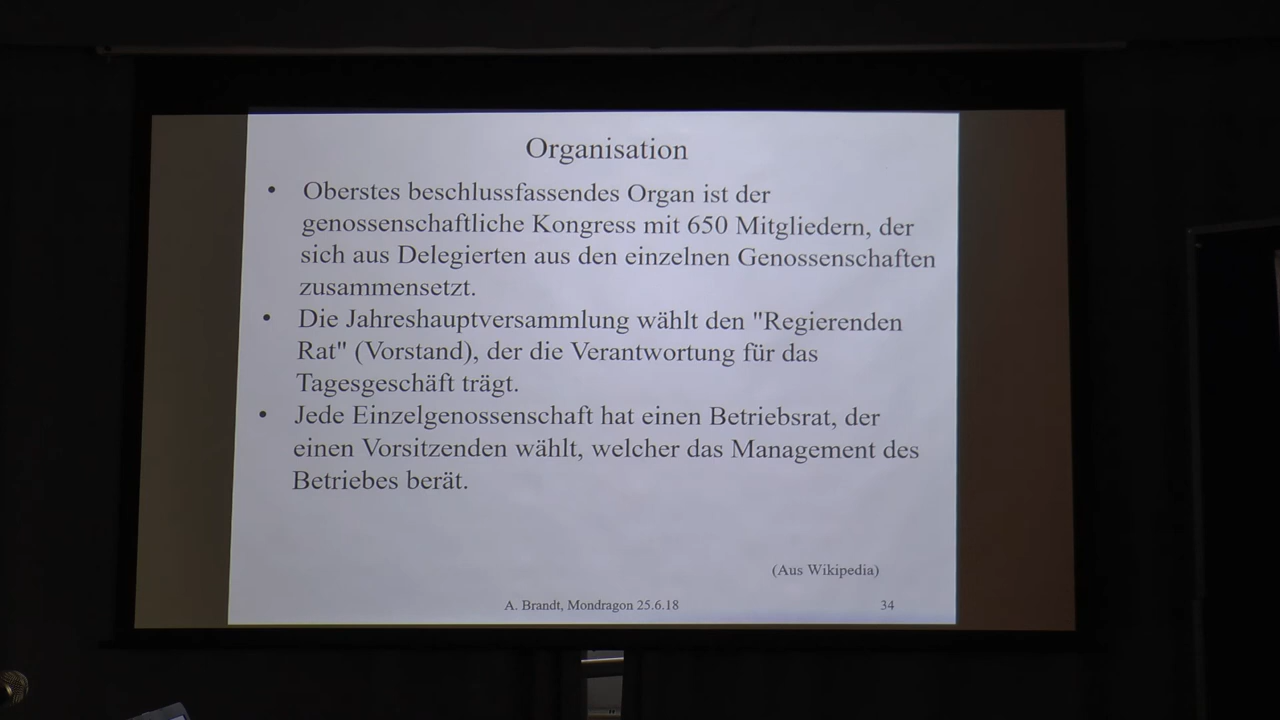 Organisation
• Oberstes beschlussfassendes Organ ist der
genossenschaftliche Kongress mit 650 Mitgliedern, der
sich aus Delegierten aus den einzelnen Genossenschaften
zusammensetzt.
• Die Jahreshauptversammlung wählt den "Regierenden
Rat" (Vorstand), der die Verantwortung für das
Tagesgeschäft trägt.
• Jede Einzelgenossenschaft hat einen Betriebsrat, der
einen Vorsitzenden wählt, welcher das Management des
Betriebes berät.
(Aus Wikipedia)
A. Brandt, Mondragon 25.6.18 34